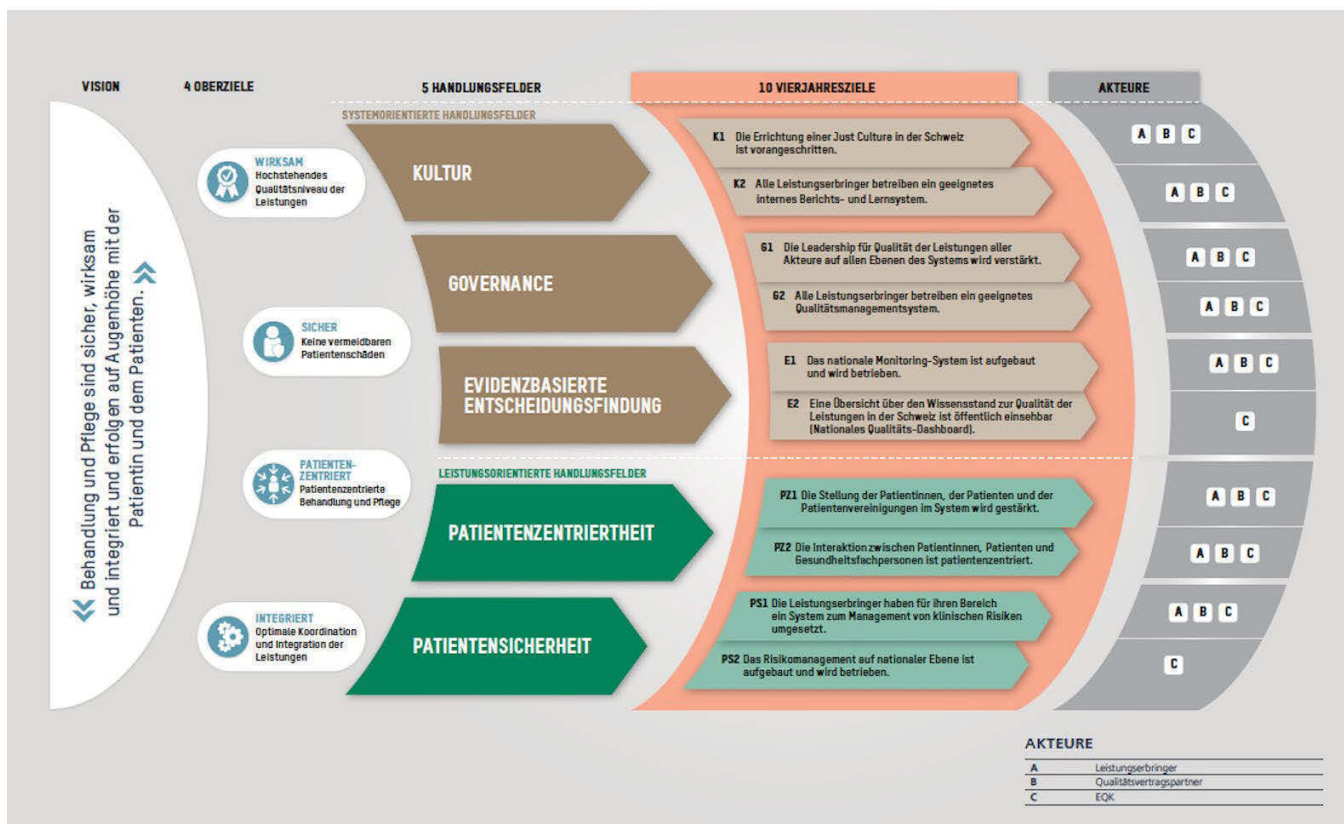 VISION
4 OBERZIELE
5 HANDLUNGSFELDER
10 VIERJAHRESZIELE
AKTEURE
Behandlung und Pflege sind sicher, wirksam
und integriert und erfolgen auf Augenhöhe mit der
Patientin und dem Patienten.
WIRKSAM
Hochstehendes
Qualitätsniveau der
Leistungen
SICHER
Keine vermeidbaren
Patientenschäden
PATIENTEN-
ZENTRIERT
Patientenzentrierte
Behandlung und Pflege
INTEGRIERT
Optimale Koordination
und Integration der
Leistungen
SYSTEMORIENTIERTE HANDLUNGSFELDER
KULTUR
K1 Die Errichtung einer Just Culture in der Schweiz
ist vorangeschritten.
A B C
K2 Alle Leistungserbringer betreiben ein geeignetes
internes Berichts- und Lernsystem.
A B C
GOVERNANCE
G1 Die Leadership für Qualität der Leistungen aller
Akteure auf allen Ebenen des Systems wird verstärkt.
A B C
G2 Alle Leistungserbringer betreiben ein geeignetes
Qualitätsmanagementsystem.
A B C
EVIDENZBASIERTE
ENTSCHEIDUNGSFINDUNG
E1 Das nationale Monitoring-System ist aufgebaut
und wird betrieben.
A B C
E2 Eine Übersicht über den Wissensstand zur Qualität der
Leistungen in der Schweiz ist öffentlich einsehbar
(Nationales Qualitäts-Dashboard).
C
LEISTUNGSORIENTIERTE HANDLUNGSFELDER
PATIENTENZENTRIERTHEIT
PZ1 Die Stellung der Patientinnen, der Patienten und der
Patientenvereinigungen im System wird gestärkt.
A B C
PZ2 Die Interaktion zwischen Patientinnen, Patienten und
Gesundheitsfachpersonen ist patientenzentriert.
A B C
PATIENTENSICHERHEIT
PS1 Die Leistungserbringer haben für ihren Bereich
ein System zum Management von klinischen Risiken
umgesetzt.
A B C
PS2 Das Risikomanagement auf nationaler Ebene ist
aufgebaut und wird betrieben.
C
AKTEURE
A Leistungserbringer
B Qualitätsvertragspartner
C EQK